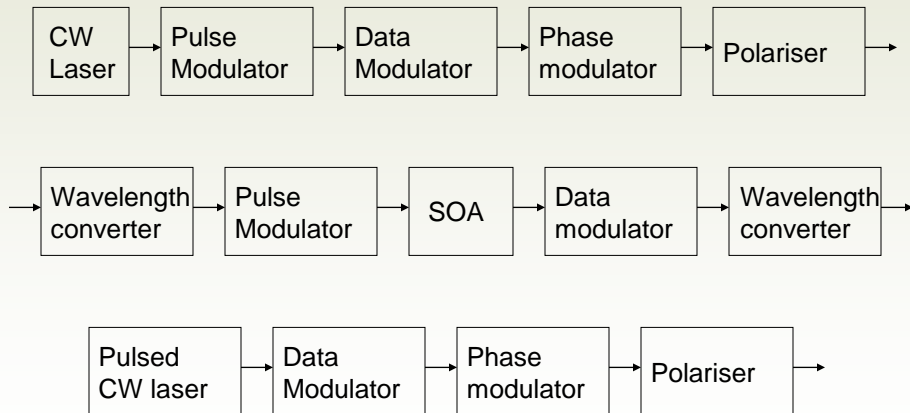 CW
Laser
Pulse
Modulator
Data
Modulator
Phase
modulator
Polariser
Wavelength
converter
Pulse
Modulator
SOA
Data
modulator
Wavelength
converter
Pulsed
CW laser
Data
Modulator
Phase
modulator
Polariser